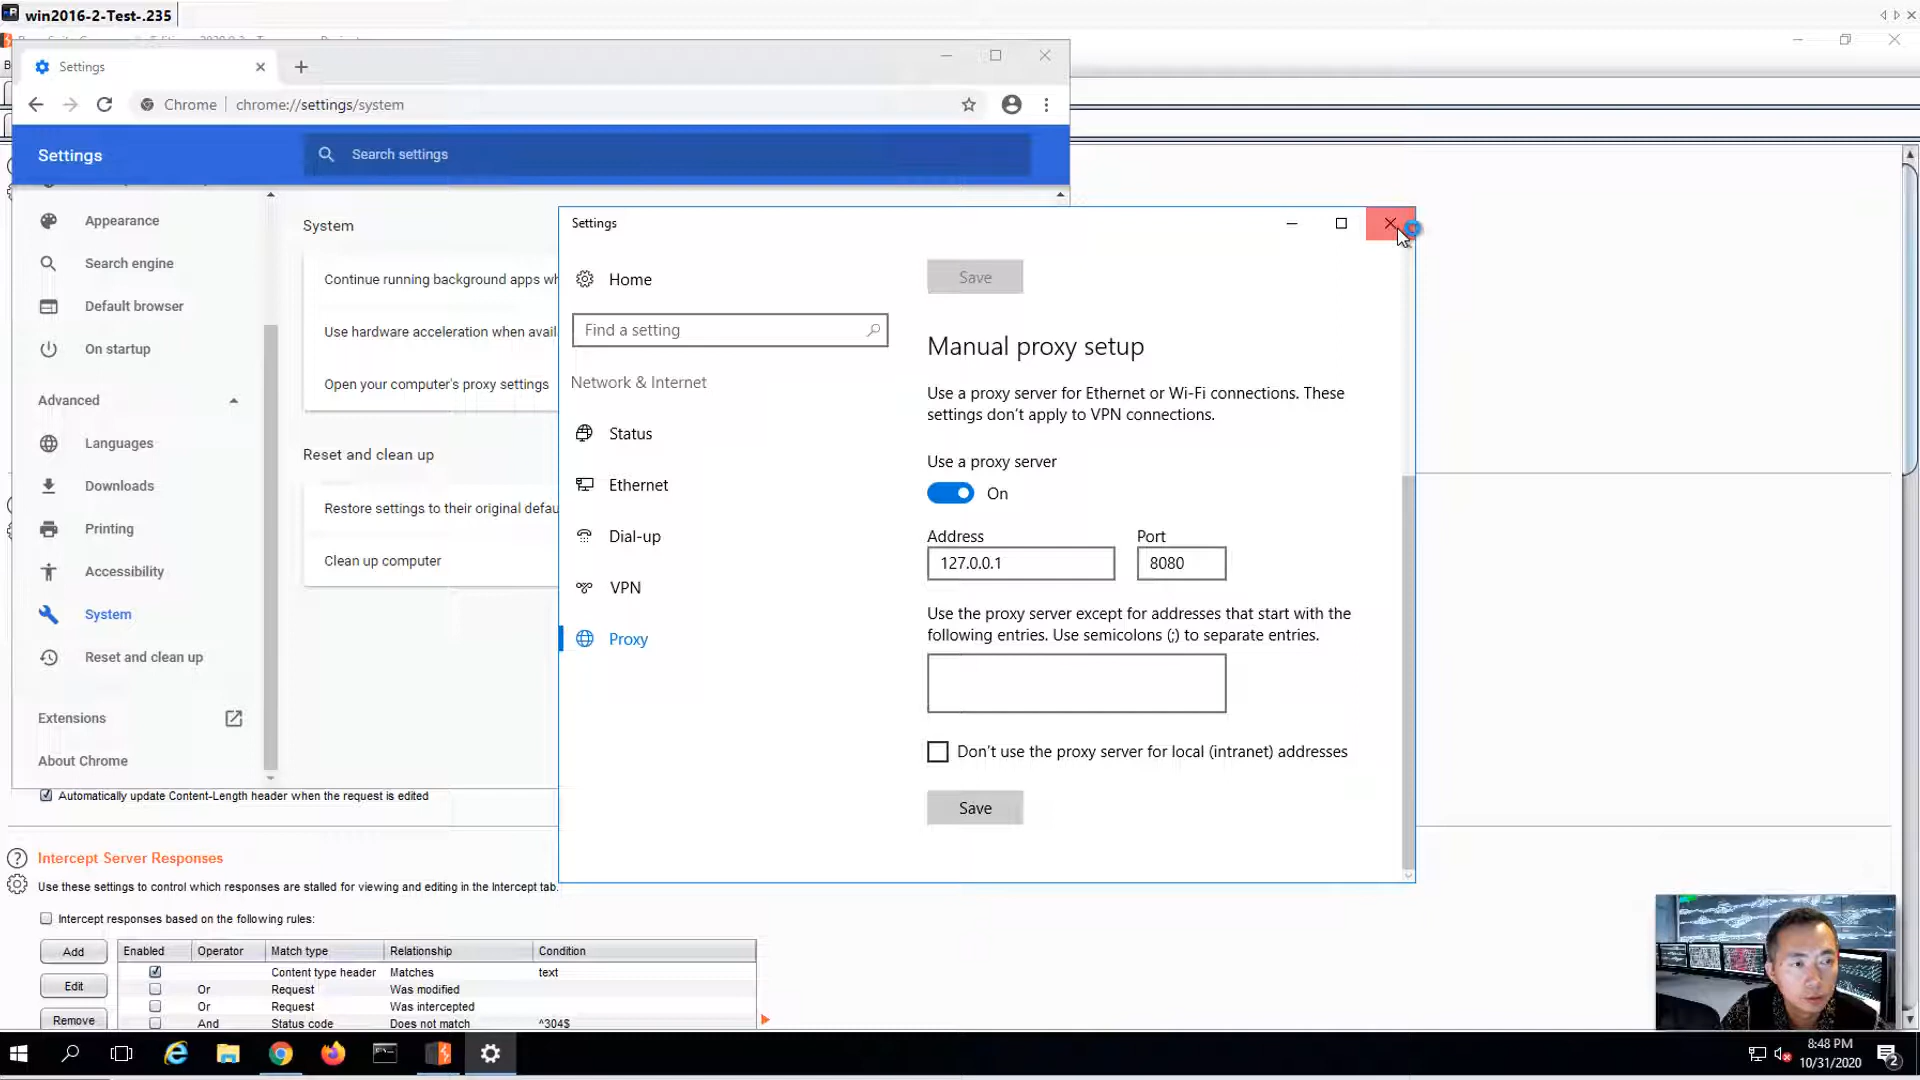 win2016-2-Test-.235
Settings
Chrome
chrome://settings/system
Settings
Search settings
Appearance
Search engine
Default browser
On startup
Advanced
Languages
Downloads
Printing
Accessibility
System
Reset and clean up
Extensions
About Chrome
System
Continue running background apps wh
Use hardware acceleration when avail
Open your computer's proxy settings
Reset and clean up
Restore settings to their original defau
Clean up computer
Settings
Home
Find a setting
Network & Internet
Status
Ethernet
Dial-up
VPN
Proxy
Save
Manual proxy setup
Use a proxy server for Ethernet or Wi-Fi connections. These
settings don't apply to VPN connections.
Use a proxy server
On
Address Port
127.0.0.1 8080
Use the proxy server except for addresses that start with the
following entries. Use semicolons (;) to separate entries.
Don't use the proxy server for local (intranet) addresses
Save
Automatically update Content-Length header when the request is edited
Intercept Server Responses
Use these settings to control which responses are stalled for viewing and editing in the Intercept tab.
Intercept responses based on the following rules:
Add
Edit
Remove
Enabled Operator Match type Relationship Condition
Content type header Matches text
Or Request Was modified
Or Request Was intercepted
And Status code Does not match ^304$
8:48 PM
10/31/2020
2